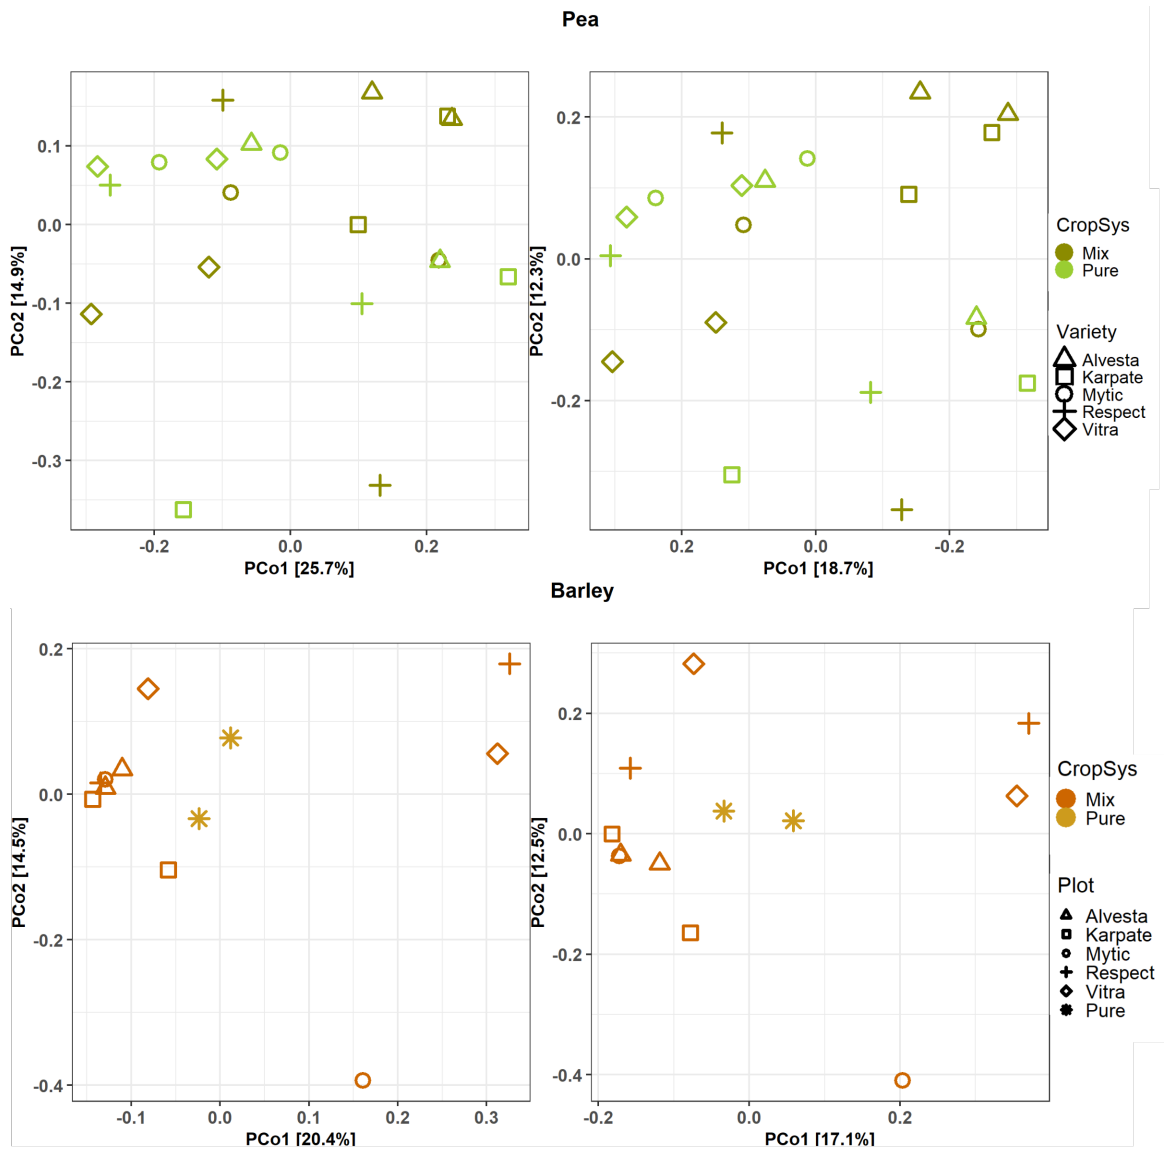 Pea
0.1
0.0
-0.1
-0.2
-0.3
PCo2 [14.9%]
-0.2 0.0 0.2
PCo1 [25.7%]
0.2
0.0
-0.2
PCo2 [12.3%]
0.2 0.0 -0.2
PCo1 [18.7%]
CropSys
Mix
Pure
Variety
Alvesta
Karpate
Mytic
Respect
Vitra
Barley
0.2
0.0
-0.2
-0.4
PCo2 [14.5%]
-0.1 0.0 0.1 0.2 0.3
PCo1 [20.4%]
0.2
0.0
-0.2
-0.4
PCo2 [12.5%]
-0.2 0.0 0.2
PCo1 [17.1%]
CropSys
Mix
Pure
Plot
Alvesta
Karpate
Mytic
Respect
Vitra
Pure